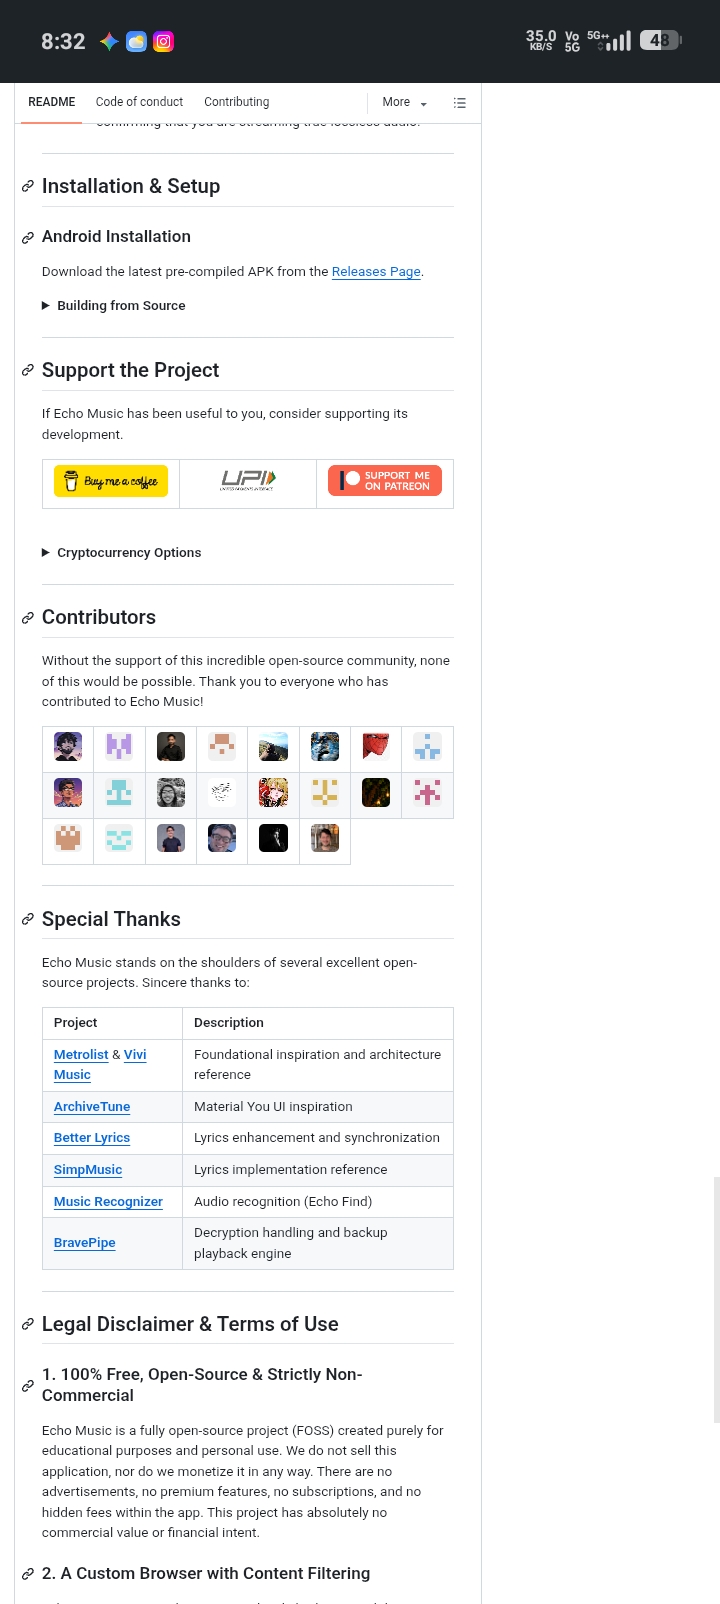 8:32
35.0
KB/S
Vo
5G
5G++
48
README
Code of conduct
Contributing
More
confirming that you are streaming true lossless audio.
Installation & Setup
Android Installation
Download the latest pre-compiled APK from the Releases Page.
Building from Source
Support the Project
If Echo Music has been useful to you, consider supporting its
development.
Buy me a coffee
UPI
UNIFIED PAYMENTS INTERFACE
SUPPORT ME
ON PATREON
Cryptocurrency Options
Contributors
Without the support of this incredible open-source community, none
of this would be possible. Thank you to everyone who has
contributed to Echo Music!
Special Thanks
Echo Music stands on the shoulders of several excellent open-
source projects. Sincere thanks to:
Project Description
Metrolist & Vivi
Music
Foundational inspiration and architecture
reference
ArchiveTune Material You UI inspiration
Better Lyrics Lyrics enhancement and synchronization
SimpMusic Lyrics implementation reference
Music Recognizer Audio recognition (Echo Find)
BravePipe
Decryption handling and backup
playback engine
Legal Disclaimer & Terms of Use
1. 100% Free, Open-Source & Strictly Non-
Commercial
Echo Music is a fully open-source project (FOSS) created purely for
educational purposes and personal use. We do not sell this
application, nor do we monetize it in any way. There are no
advertisements, no premium features, no subscriptions, and no
hidden fees within the app. This project has absolutely no
commercial value or financial intent.
2. A Custom Browser with Content Filtering